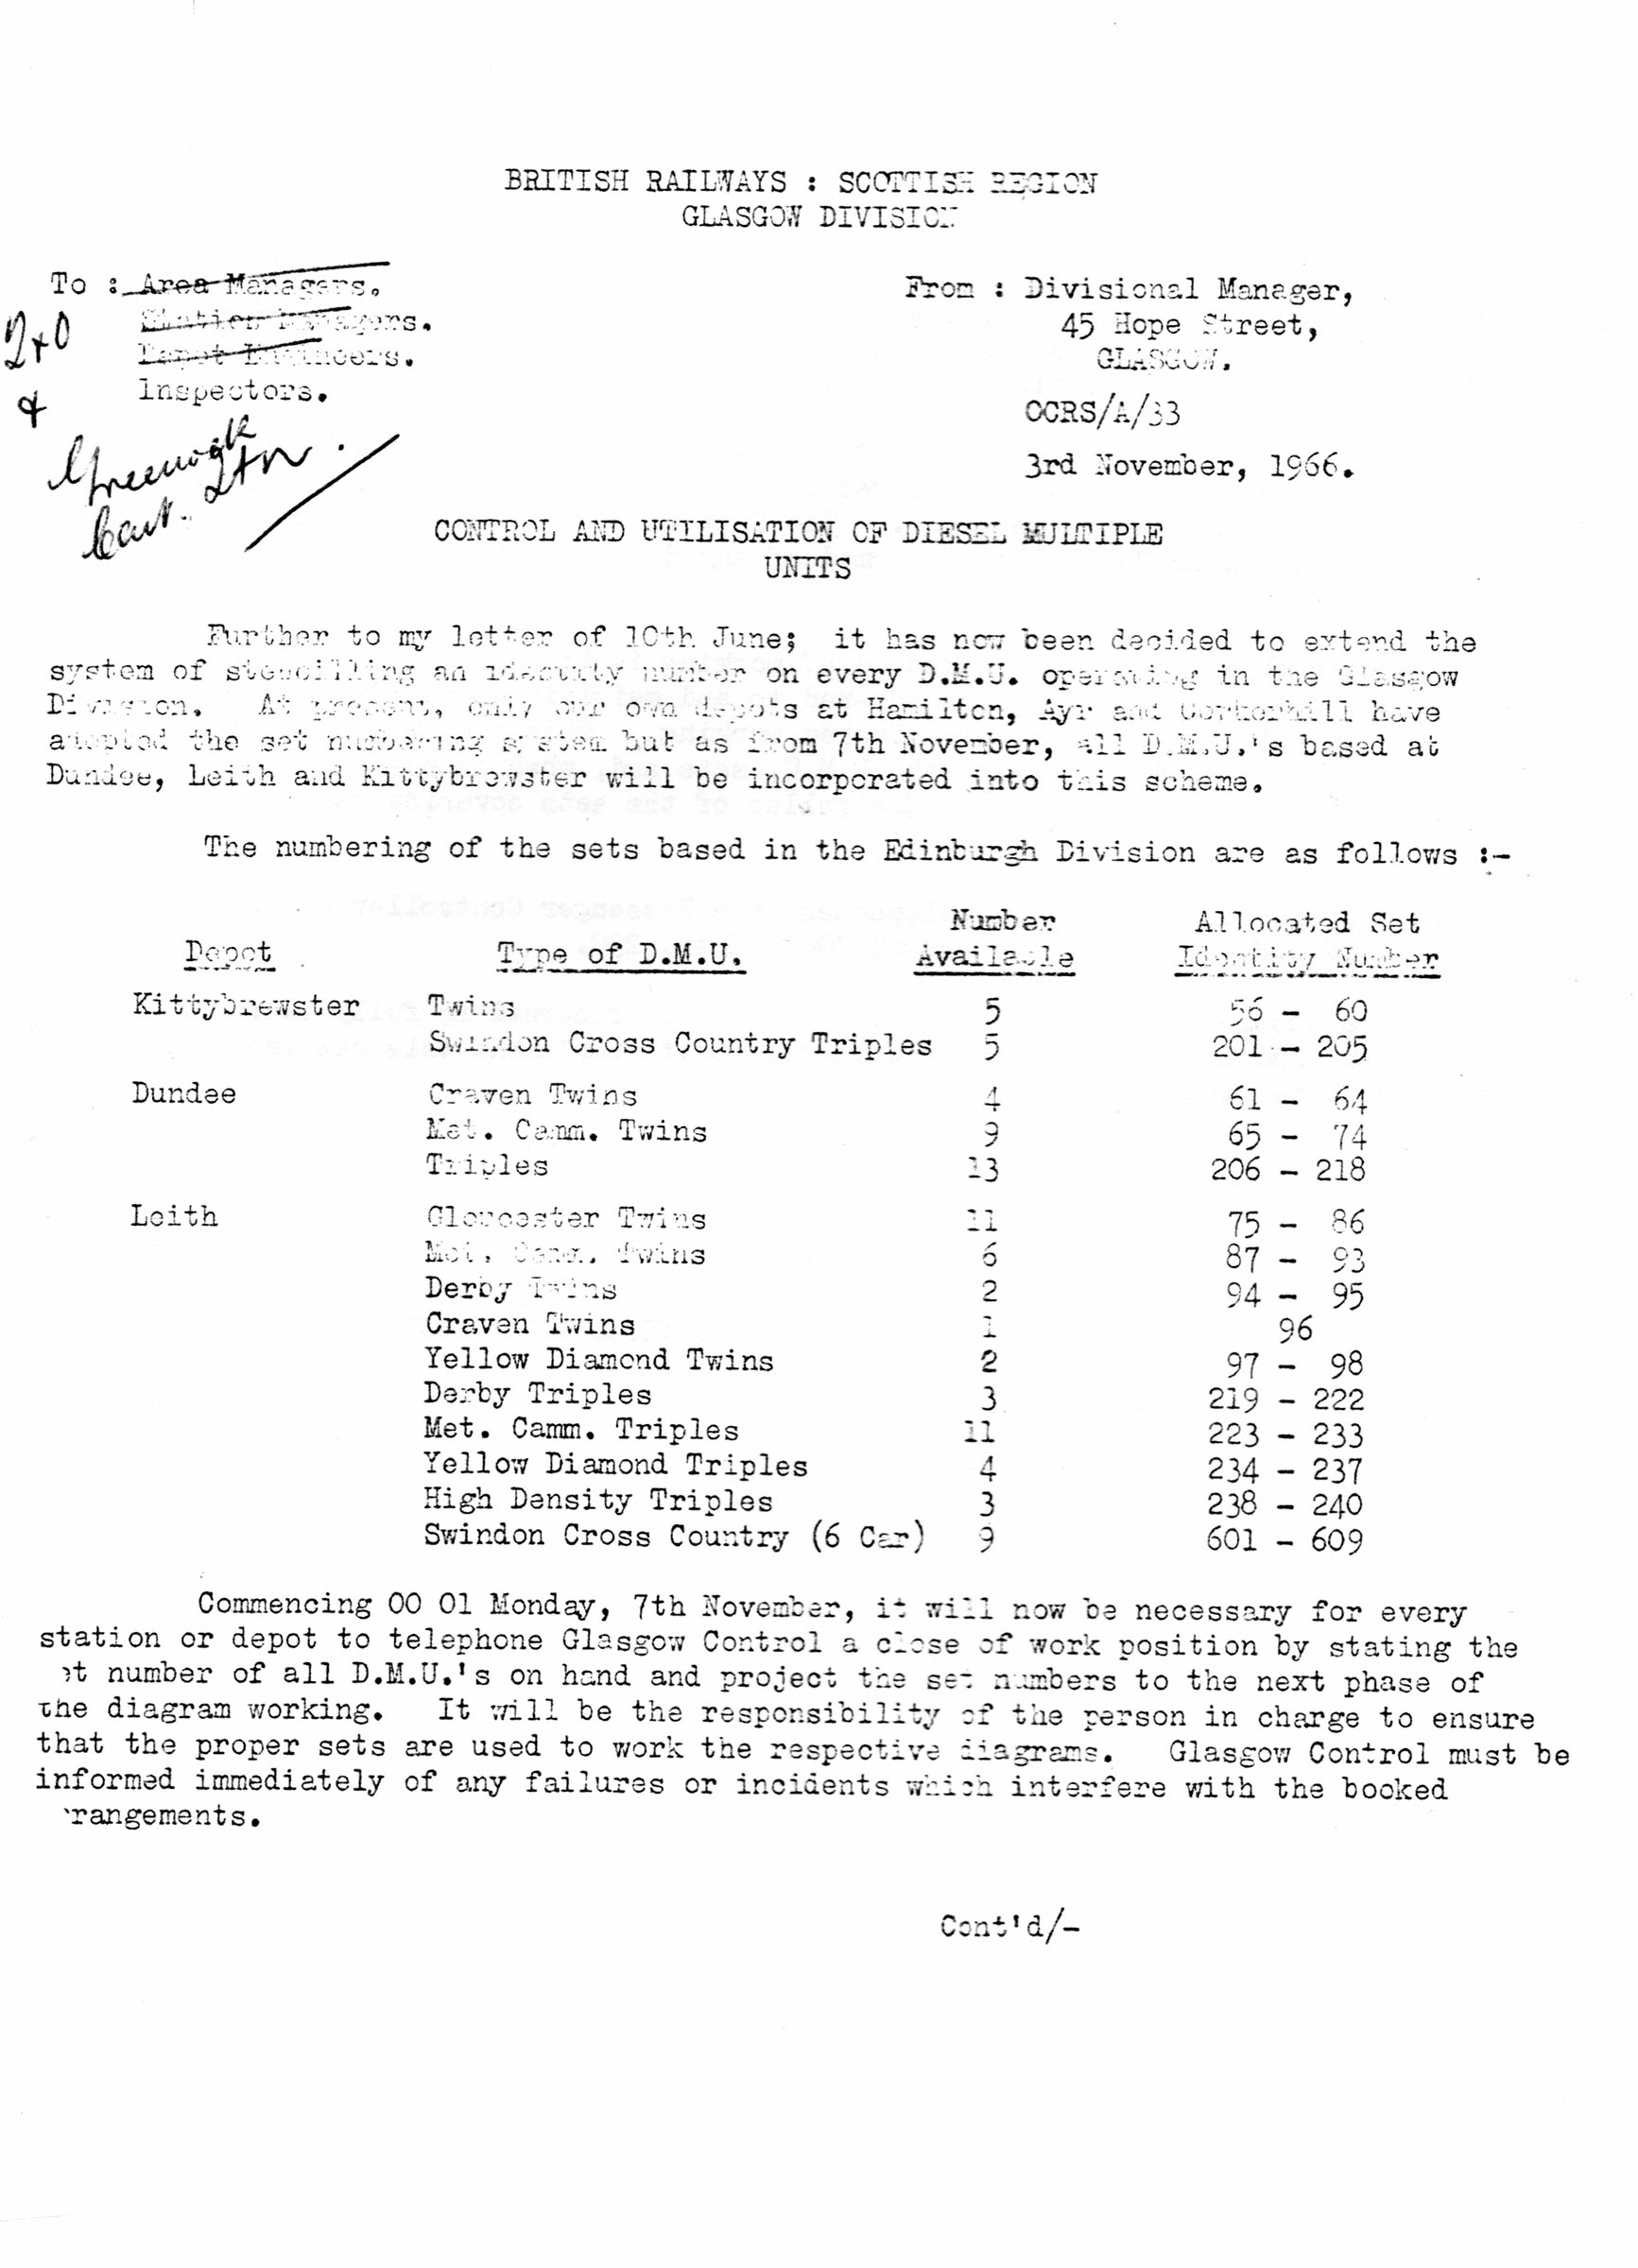 BRITISH RAILWAYS : SCOTTISH REGION
GLASGOW DIVISION
To : Area Managers.
Station Managers.
Depot Engineers.
Inspectors.
&
Greenock
From : Divisional Manager,
45 Hope Street,
GLASGOW.
OCRS/A/33
3rd November, 1966.
CONTROL AND UTILISATION OF DIESEL MULTIPLE
UNITS
Further to my letter of 10th June; it has now been decided to extend the
system of stencilling an identity number on every D.M.U. operating in the Glasgow
Division. At present, only our own depots at Hamilton, Ayr and Corkerhill have
adopted the set numbering system but as from 7th November, all D.M.U.'s based at
Dundee, Leith and Kittybrewster will be incorporated into this scheme.
The numbering of the sets based in the Edinburgh Division are as follows :-
Depot Type of D.M.U. Number Available Allocated Set Identity Number
Kittybrewster Twins 5 56 - 60
Swindon Cross Country Triples 5 201 - 205
Dundee Craven Twins 4 61 - 64
Met. Camm. Twins 9 65 - 74
Triples 13 206 - 218
Leith Gloucester Twins 11 75 - 86
Met. Camm. Twins 6 87 - 93
Derby Twins 2 94 - 95
Craven Twins 1 96
Yellow Diamond Twins 2 97 - 98
Derby Triples 3 219 - 222
Met. Camm. Triples 11 223 - 233
Yellow Diamond Triples 4 234 - 237
High Density Triples 3 238 - 240
Swindon Cross Country (6 Car) 9 601 - 609
Commencing 00 01 Monday, 7th November, it will now be necessary for every
station or depot to telephone Glasgow Control a close of work position by stating the
et number of all D.M.U.'s on hand and project the set numbers to the next phase of
the diagram working. It will be the responsibility of the person in charge to ensure
that the proper sets are used to work the respective diagrams. Glasgow Control must be
informed immediately of any failures or incidents which interfere with the booked
rangements.
Cont'd/-